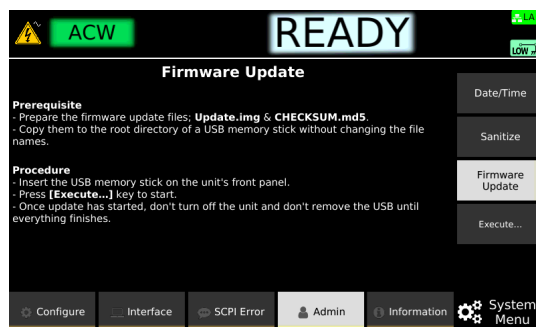 ACW
READY
LA
LOW
Firmware Update
Prerequisite
- Prepare the firmware update files; Update.img & CHECKSUM.md5.
- Copy them to the root directory of a USB memory stick without changing the file
names.
Procedure
- Insert the USB memory stick on the unit's front panel.
- Press [Execute...] key to start.
- Once update has started, don't turn off the unit and don't remove the USB until
everything finishes.
Date/Time
Sanitize
Firmware
Update
Execute...
Configure
Interface
SCPI Error
Admin
Information
System
Menu